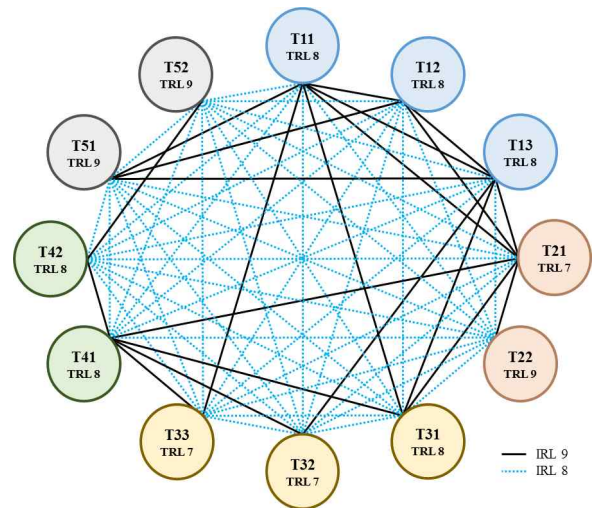 T11
TRL 8
T12
TRL 8
T13
TRL 8
T21
TRL 7
T22
TRL 9
T31
TRL 8
T32
TRL 7
T33
TRL 7
T41
TRL 8
T42
TRL 8
T51
TRL 9
T52
TRL 9
IRL 9
IRL 8